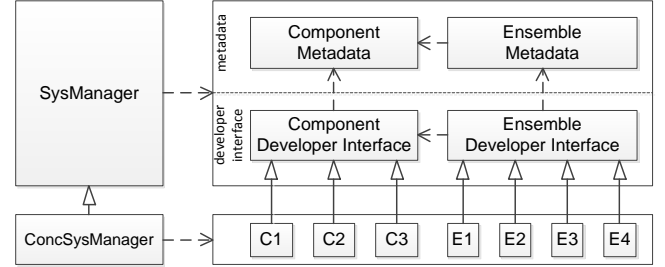 metadata
Component
Metadata
Ensemble
Metadata
SysManager
developer
interface
Component
Developer Interface
Ensemble
Developer Interface
ConcSysManager
C1
C2
C3
E1
E2
E3
E4